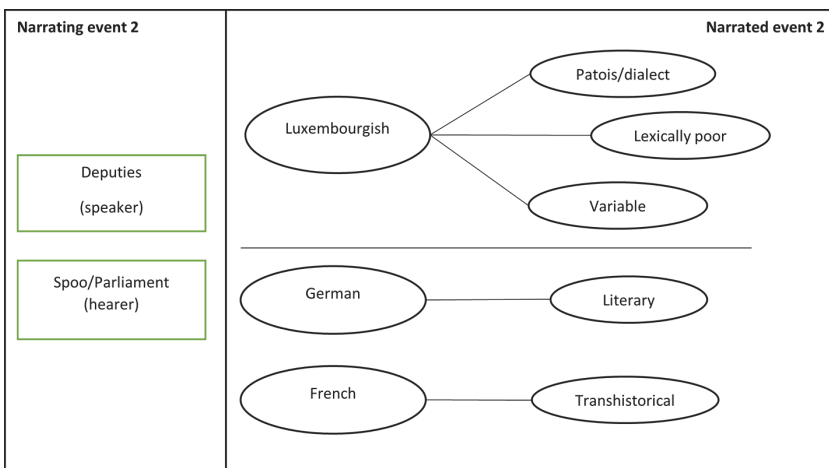 Narrating event 2
Deputies
(speaker)
Spoo/Parliament
(hearer)
Narrated event 2
Luxembourgish
Patois/dialect
Lexically poor
Variable
German
Literary
French
Transhistorical